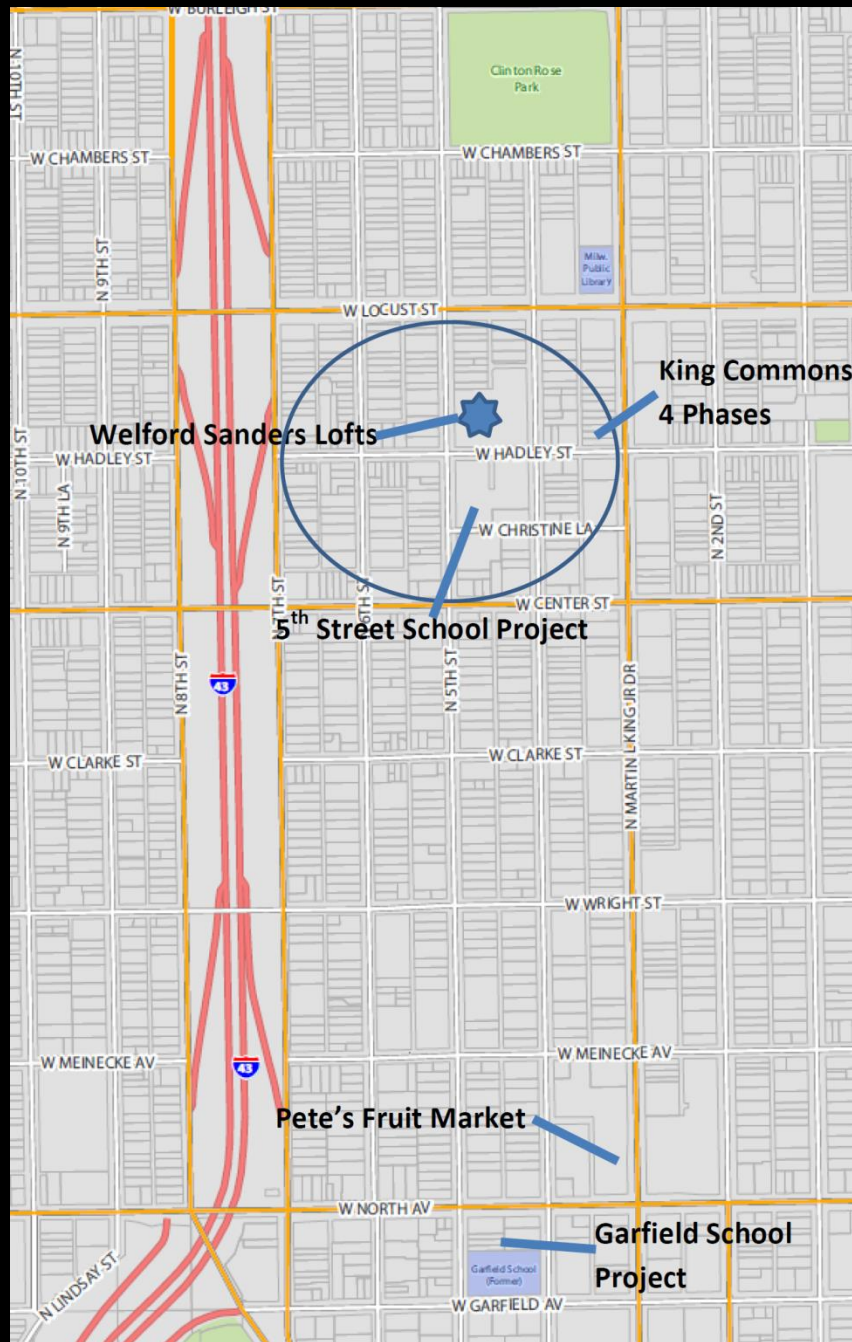 W BURLEIGH ST
N 10TH ST
Clinton Rose
Park
W CHAMBERS ST
W CHAMBERS ST
N 9TH ST
Milw.
Public
Library
W LOCUST ST
King Commons
4 Phases
Welford Sanders Lofts
W HADLEY ST
W HADLEY ST
N 10TH ST
N 9TH LA
W CHRISTINE LA
N 2ND ST
N 7TH ST
N 6TH ST
W CENTER ST
5th Street School Project
N 8TH ST
43
N 5TH ST
N MARTIN L KING JR DR
W CLARKE ST
W CLARKE ST
W WRIGHT ST
W MEINECKE AV
W MEINECKE AV
43
Pete's Fruit Market
W NORTH AV
Garfield School
Project
Garfield School
(Former)
N LINDSAY ST
W GARFIELD AV